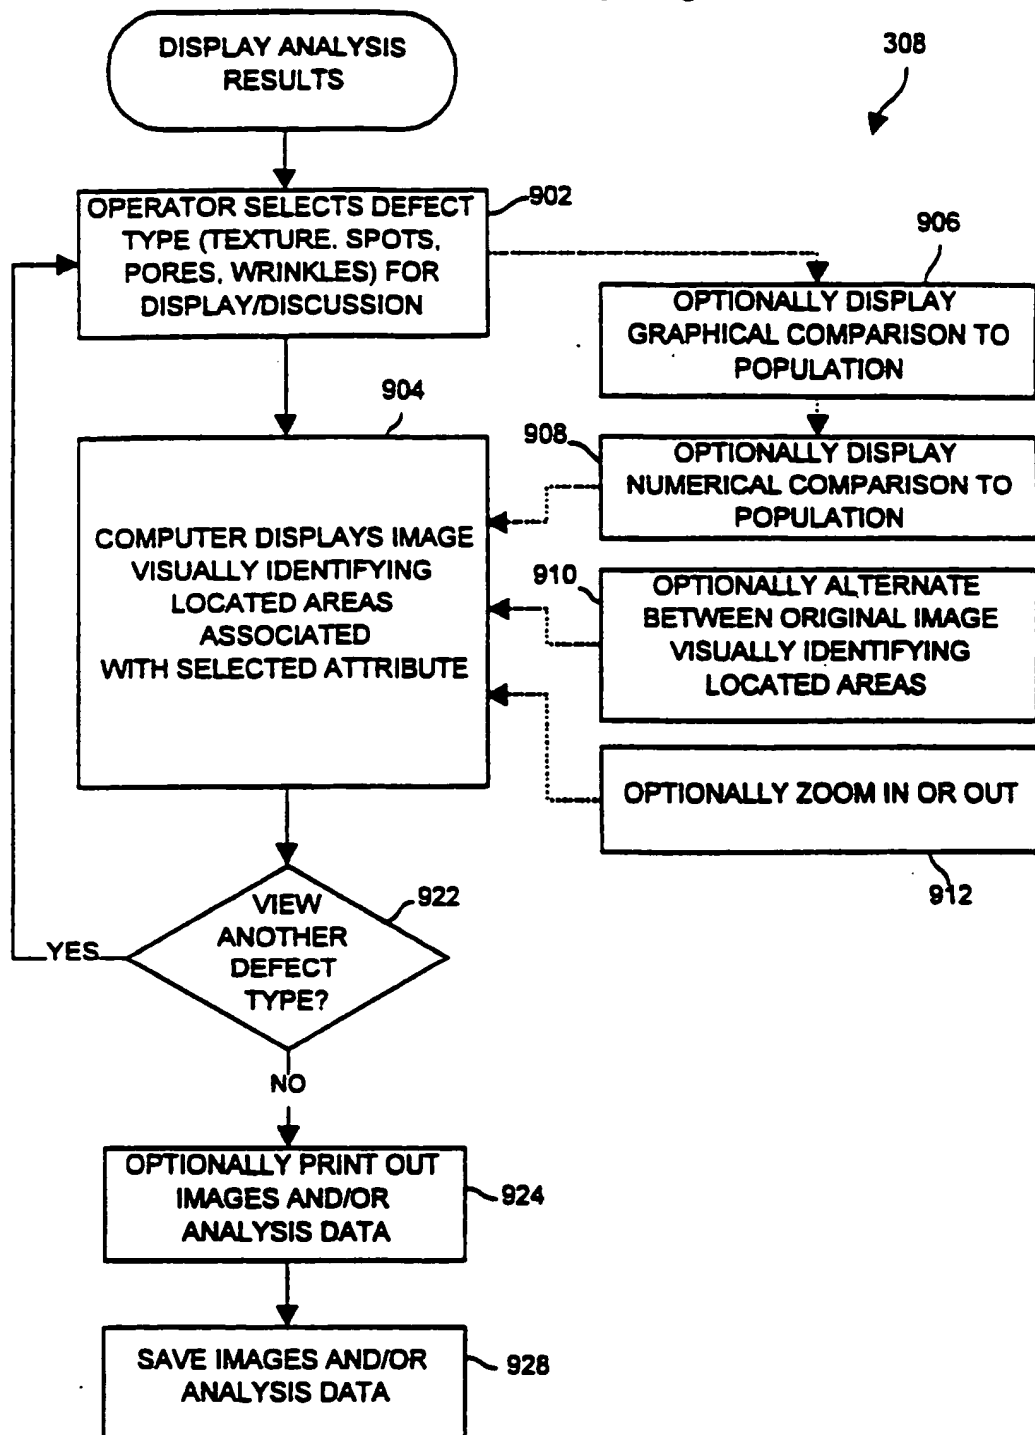 DISPLAY ANALYSIS
RESULTS
308
OPERATOR SELECTS DEFECT
TYPE (TEXTURE. SPOTS,
PORES, WRINKLES) FOR
DISPLAY/DISCUSSION
902
906
OPTIONALLY DISPLAY
GRAPHICAL COMPARISON TO
POPULATION
904
908
OPTIONALLY DISPLAY
NUMERICAL COMPARISON TO
POPULATION
COMPUTER DISPLAYS IMAGE
VISUALLY IDENTIFYING
LOCATED AREAS
ASSOCIATED
WITH SELECTED ATTRIBUTE
910
OPTIONALLY ALTERNATE
BETWEEN ORIGINAL IMAGE
VISUALLY IDENTIFYING
LOCATED AREAS
OPTIONALLY ZOOM IN OR OUT
912
VIEW
ANOTHER
DEFECT
TYPE?
922
YES
NO
OPTIONALLY PRINT OUT
IMAGES AND/OR
ANALYSIS DATA
924
SAVE IMAGES AND/OR
ANALYSIS DATA
928